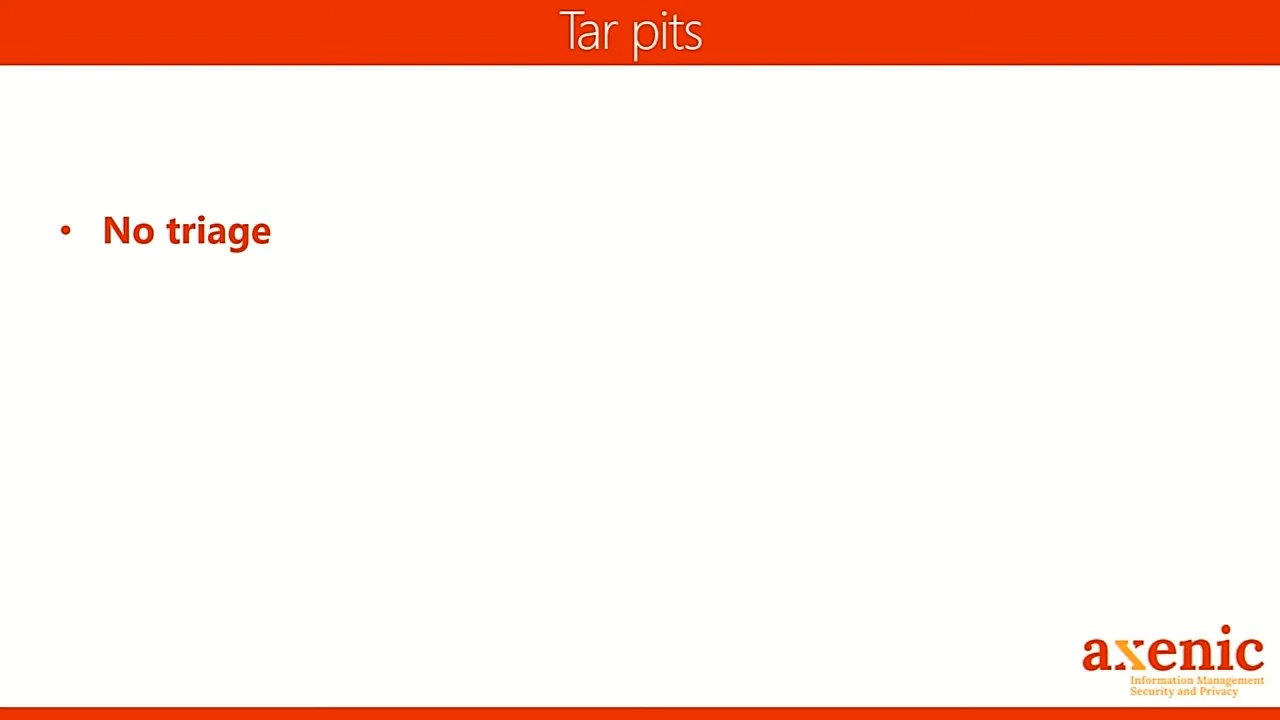 Tar pits
• No triage
axenic
Information Management
Security and Privacy